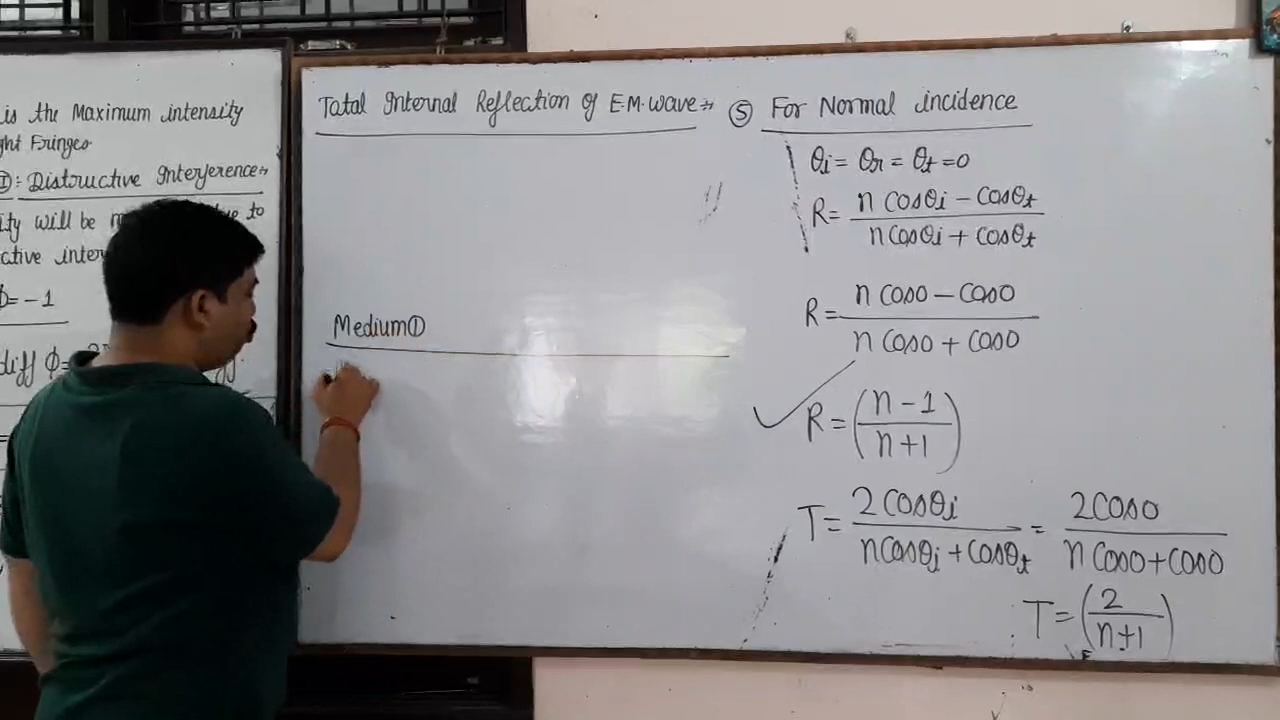 is the Maximum intensity
ght Fringes
Ⓘ: Distructive Interference:→
ity will be to
ctive inter
ϕ= -1
diff ϕ=
Total Internal Reflection of E.M.wave:→
Medium①
⑤ For Normal incidence
θi = θr = θt = 0
R = n Cosθi - Cosθt / n Cosθi + Cosθt
R = n Cos0 - Cos0 / n Cos0 + Cos0
R = (n - 1 / n + 1)
T = 2 Cosθi / n Cosθi + Cosθt = 2 Cos0 / n Cos0 + Cos0
T = (2 / n + 1)